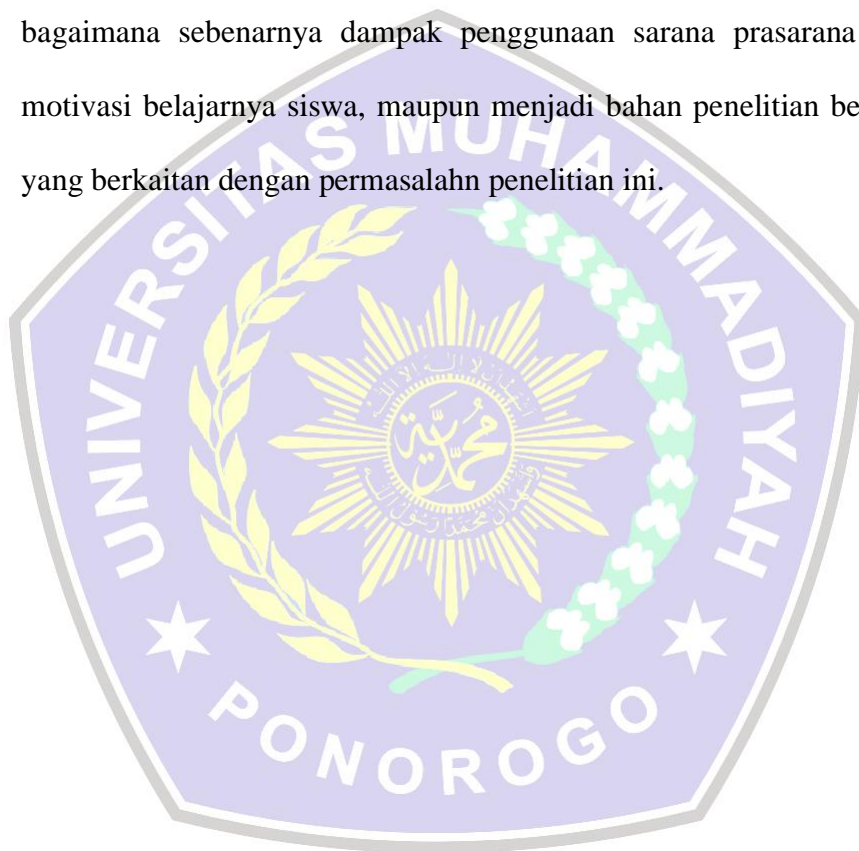 bagaimana sebenarnya dampak penggunaan sarana prasarana
motivasi belajarnya siswa, maupun menjadi bahan penelitian be
yang berkaitan dengan permasalahn penelitian ini.
UNIVERSITAS MUHAMMADIYAH
محمدية
PONOROGO